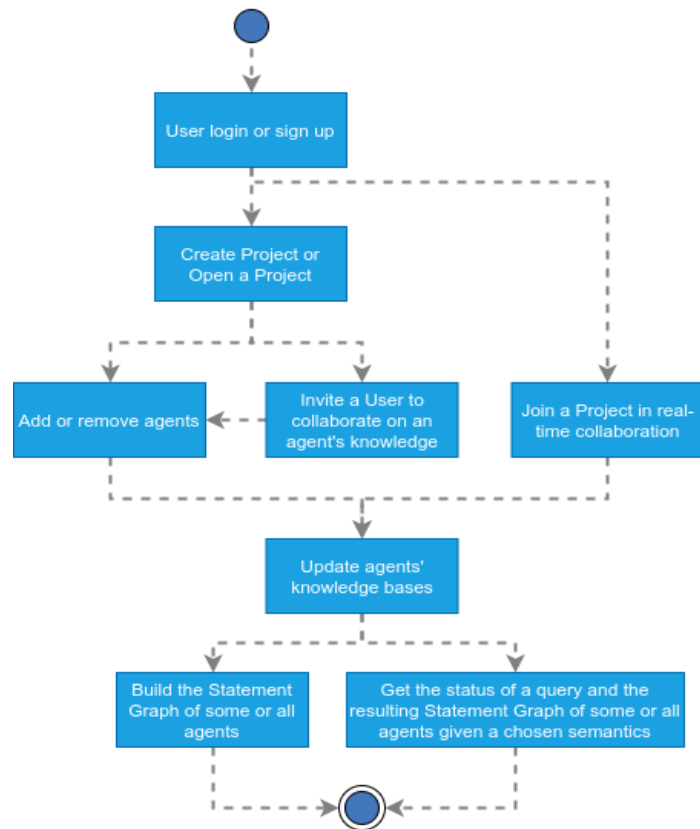 User login or sign up
Create Project or
Open a Project
Add or remove agents
Invite a User to
collaborate on an
agent's knowledge
Join a Project in real-
time collaboration
Update agents'
knowledge bases
Build the Statement
Graph of some or all
agents
Get the status of a query and the
resulting Statement Graph of some or all
agents given a chosen semantics